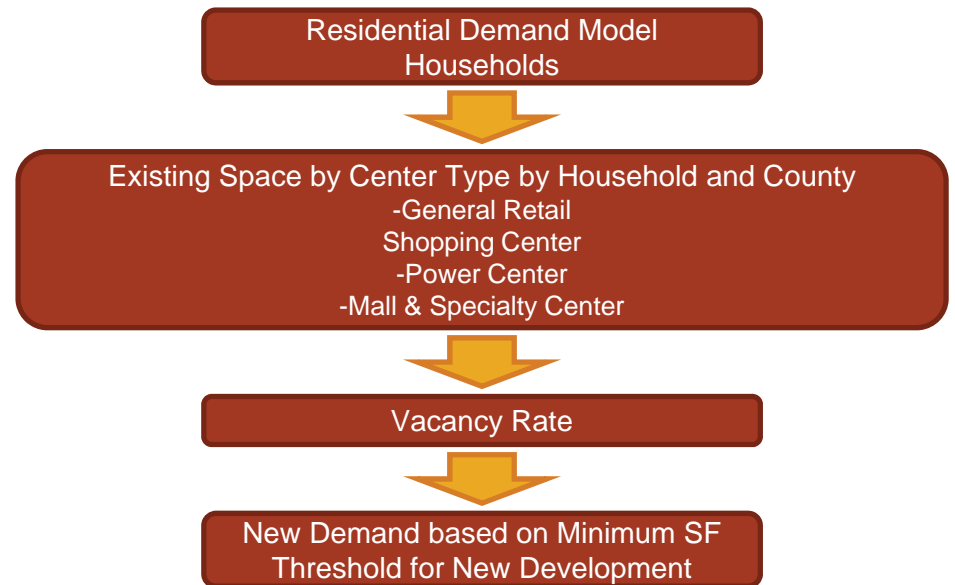 Residential Demand Model
Households
Existing Space by Center Type by Household and County
-General Retail
Shopping Center
-Power Center
-Mall & Specialty Center
Vacancy Rate
New Demand based on Minimum SF
Threshold for New Development